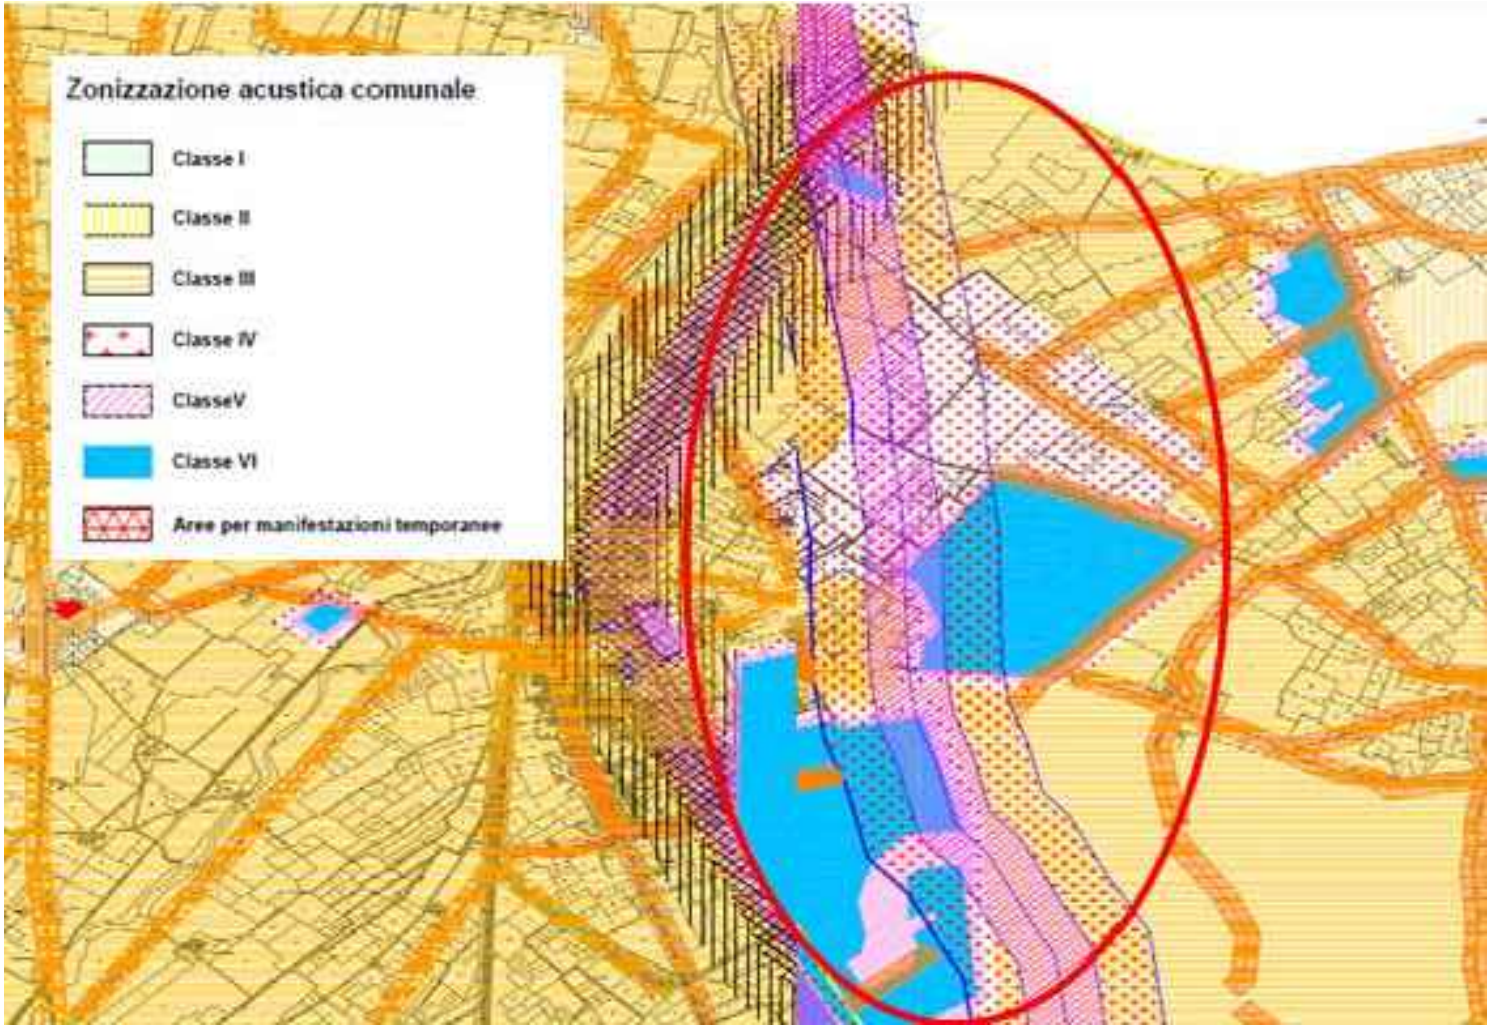 Zonizzazione acustica comunale
Classe I
Classe II
Classe III
Classe IV
ClasseV
Classe VI
Aree per manifestazioni temporanee